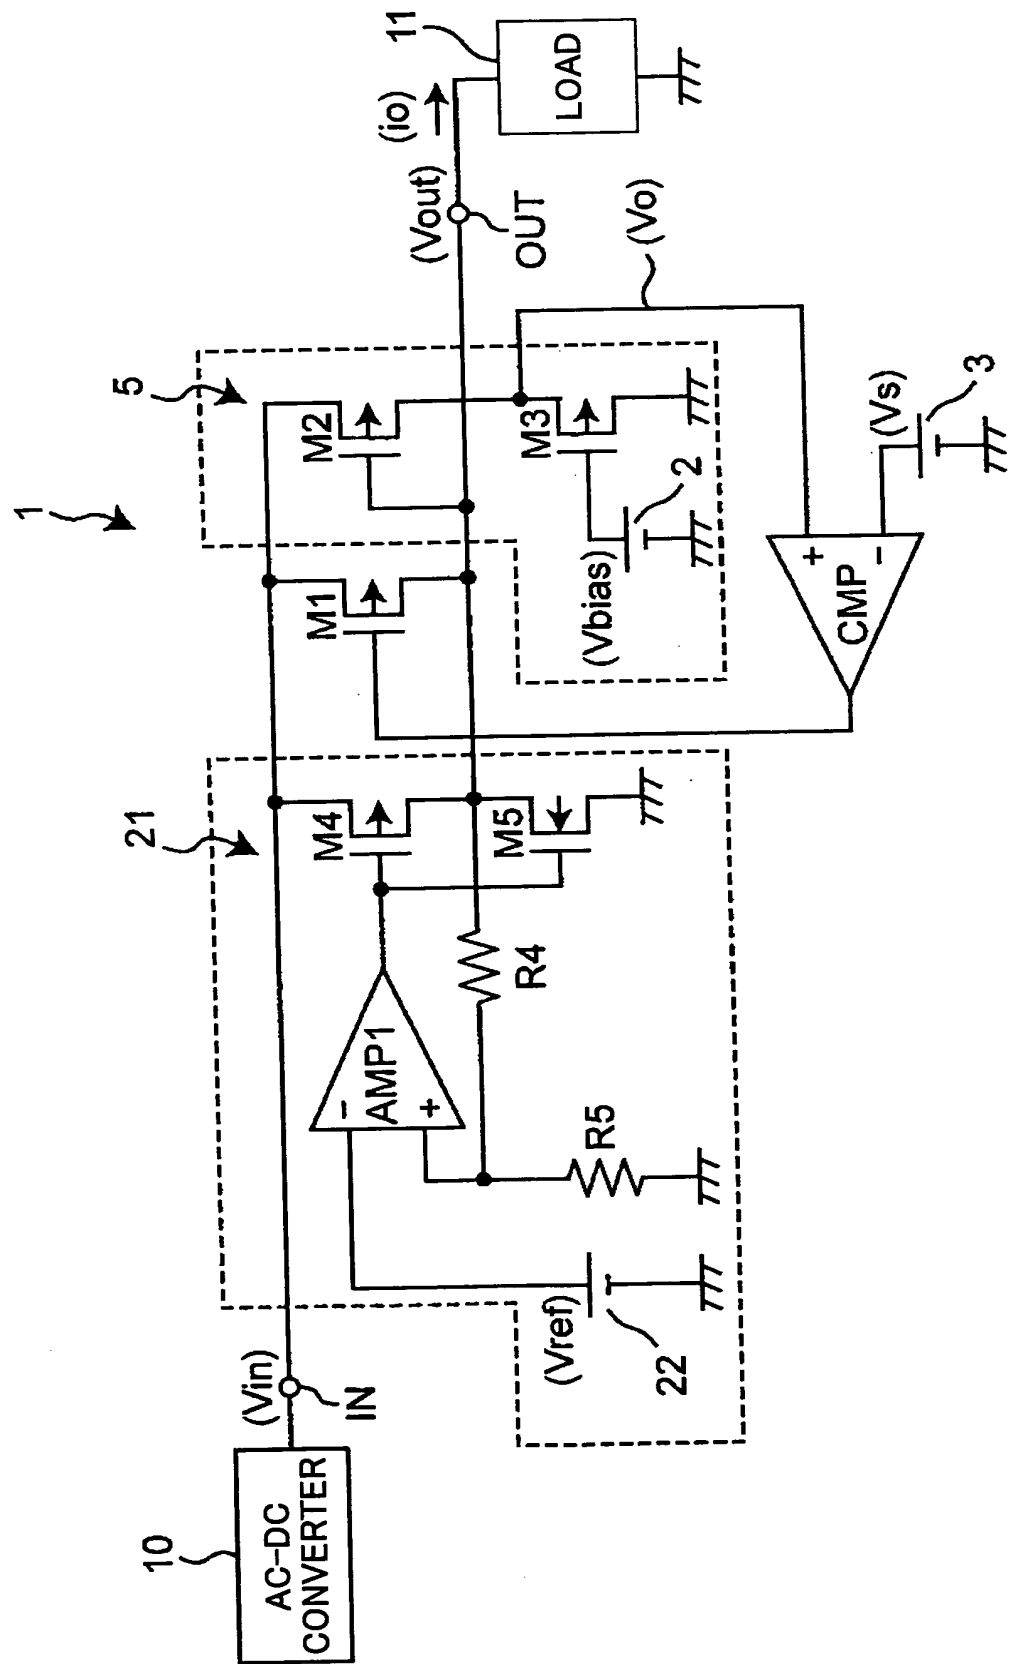 1
10
AC-DC
CONVERTER
(Vin)
IN
21
M4
M5
AMP1
−
+
R4
R5
(Vref)
22
M1
5
M2
M3
(Vbias)
2
(Vout)
OUT
(io)
11
LOAD
(Vo)
CMP
+
−
(Vs)
3